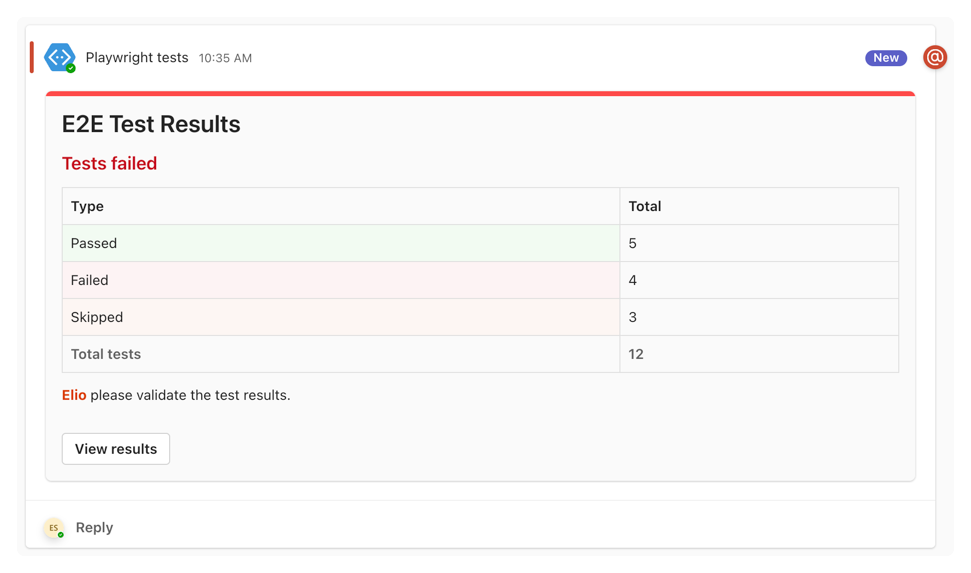 Playwright tests 10:35 AM New @
E2E Test Results
Tests failed
Type Total
Passed 5
Failed 4
Skipped 3
Total tests 12
Elio please validate the test results.
View results
ES Reply